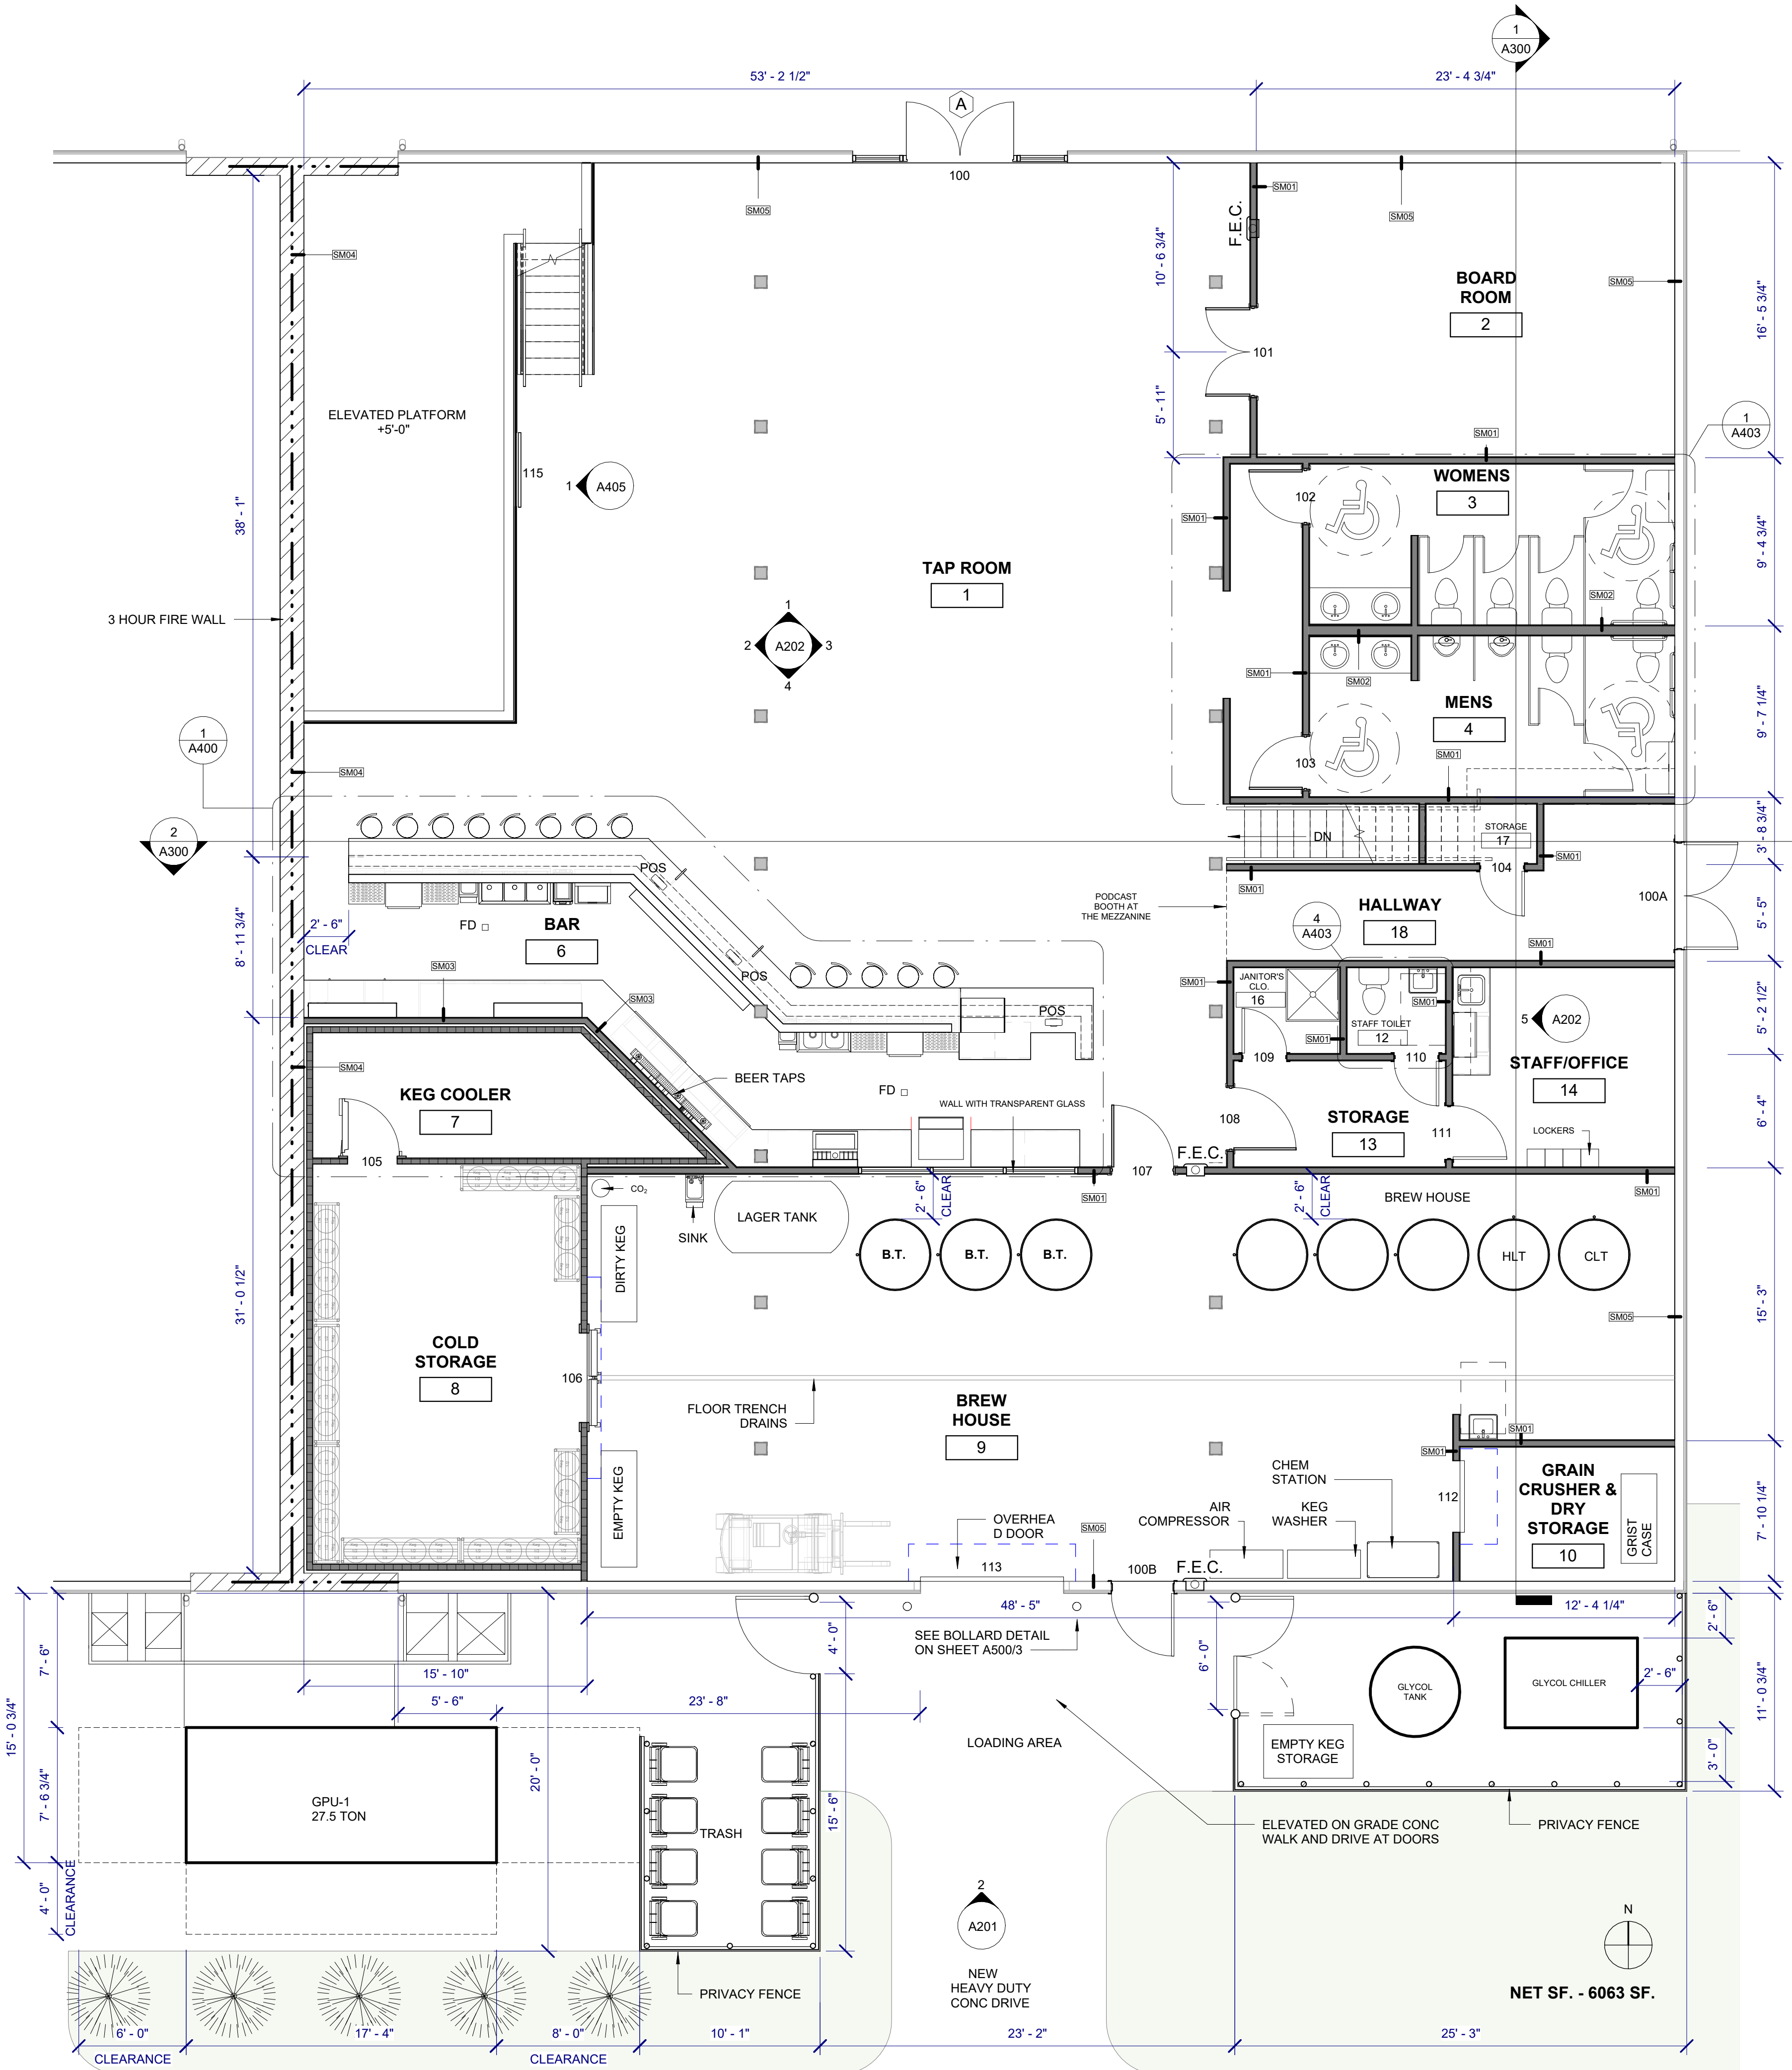 1
A300
53' - 2 1/2"
23' - 4 3/4"
A
100
SM05
SM01
F.E.C.
SM05
SM04
10' - 6 3/4"
BOARD
ROOM
2
SM05
16' - 5 3/4"
101
5' - 11"
ELEVATED PLATFORM
+5'-0"
1
A403
SM01
115
1
A405
38' - 1"
WOMENS
3
102
SM01
9' - 4 3/4"
TAP ROOM
1
SM02
3 HOUR FIRE WALL
1
2
A202
3
4
SM01
SM02
MENS
4
9' - 7 1/4"
1
A400
SM04
103
SM01
2
A300
DN
STORAGE
17
3' - 8 3/4"
SM01
104
POS
SM01
100A
PODCAST
BOOTH AT
THE MEZZANINE
HALLWAY
18
5' - 5"
8' - 11 3/4"
2' - 6"
CLEAR
FD
BAR
6
4
A403
SM01
SM03
POS
SM01
JANITOR'S
CLO.
16
SM01
SM03
POS
STAFF TOILET
12
5
A202
5' - 2 1/2"
SM01
109
110
SM04
BEER TAPS
STAFF/OFFICE
14
KEG COOLER
7
FD
WALL WITH TRANSPARENT GLASS
108
STORAGE
13
111
LOCKERS
6' - 4"
105
107
F.E.C.
CO2
SINK
LAGER TANK
2' - 6"
CLEAR
SM01
2' - 6"
CLEAR
BREW HOUSE
SM01
DIRTY KEG
B.T.
B.T.
B.T.
HLT
CLT
31' - 0 1/2"
SM05
15' - 3"
COLD
STORAGE
8
106
FLOOR TRENCH
DRAINS
BREW
HOUSE
9
SM01
SM01
EMPTY KEG
CHEM
STATION
112
GRAIN
CRUSHER &
DRY
STORAGE
10
GRIST
CASE
7' - 10 1/4"
OVERHEA
D DOOR
SM05
AIR
COMPRESSOR
KEG
WASHER
113
100B
F.E.C.
48' - 5"
12' - 4 1/4"
2' - 6"
7' - 6"
4' - 0"
SEE BOLLARD DETAIL
ON SHEET A500/3
6' - 0"
15' - 10"
5' - 6"
23' - 8"
GLYCOL
TANK
GLYCOL CHILLER
2' - 6"
11' - 0 3/4"
15' - 0 3/4"
LOADING AREA
EMPTY KEG
STORAGE
3' - 0"
20' - 0"
7' - 6 3/4"
GPU-1
27.5 TON
TRASH
15' - 6"
ELEVATED ON GRADE CONC
WALK AND DRIVE AT DOORS
PRIVACY FENCE
4' - 0"
CLEARANCE
2
A201
N
NEW
HEAVY DUTY
CONC DRIVE
PRIVACY FENCE
NET SF. - 6063 SF.
6' - 0"
CLEARANCE
17' - 4"
8' - 0"
CLEARANCE
10' - 1"
23' - 2"
25' - 3"